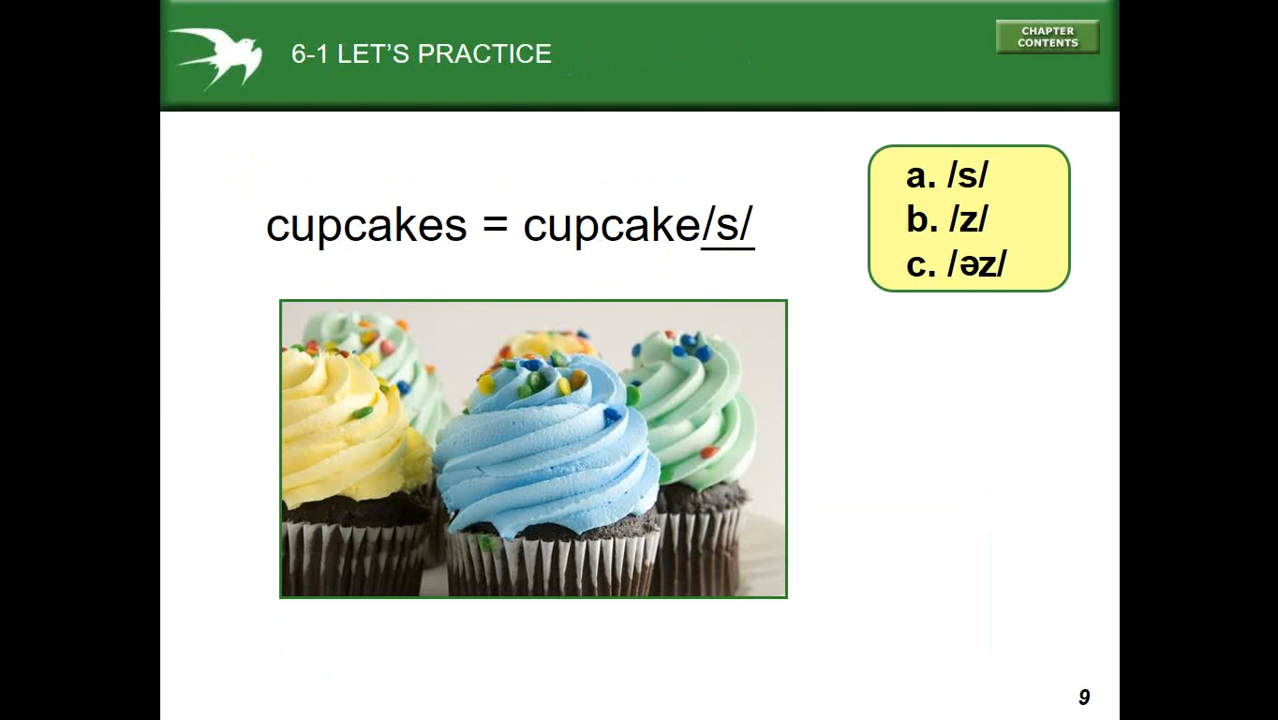 6-1 LET’S PRACTICE
CHAPTER
CONTENTS
cupcakes = cupcake/s/
a. /s/
b. /z/
c. /əz/
9